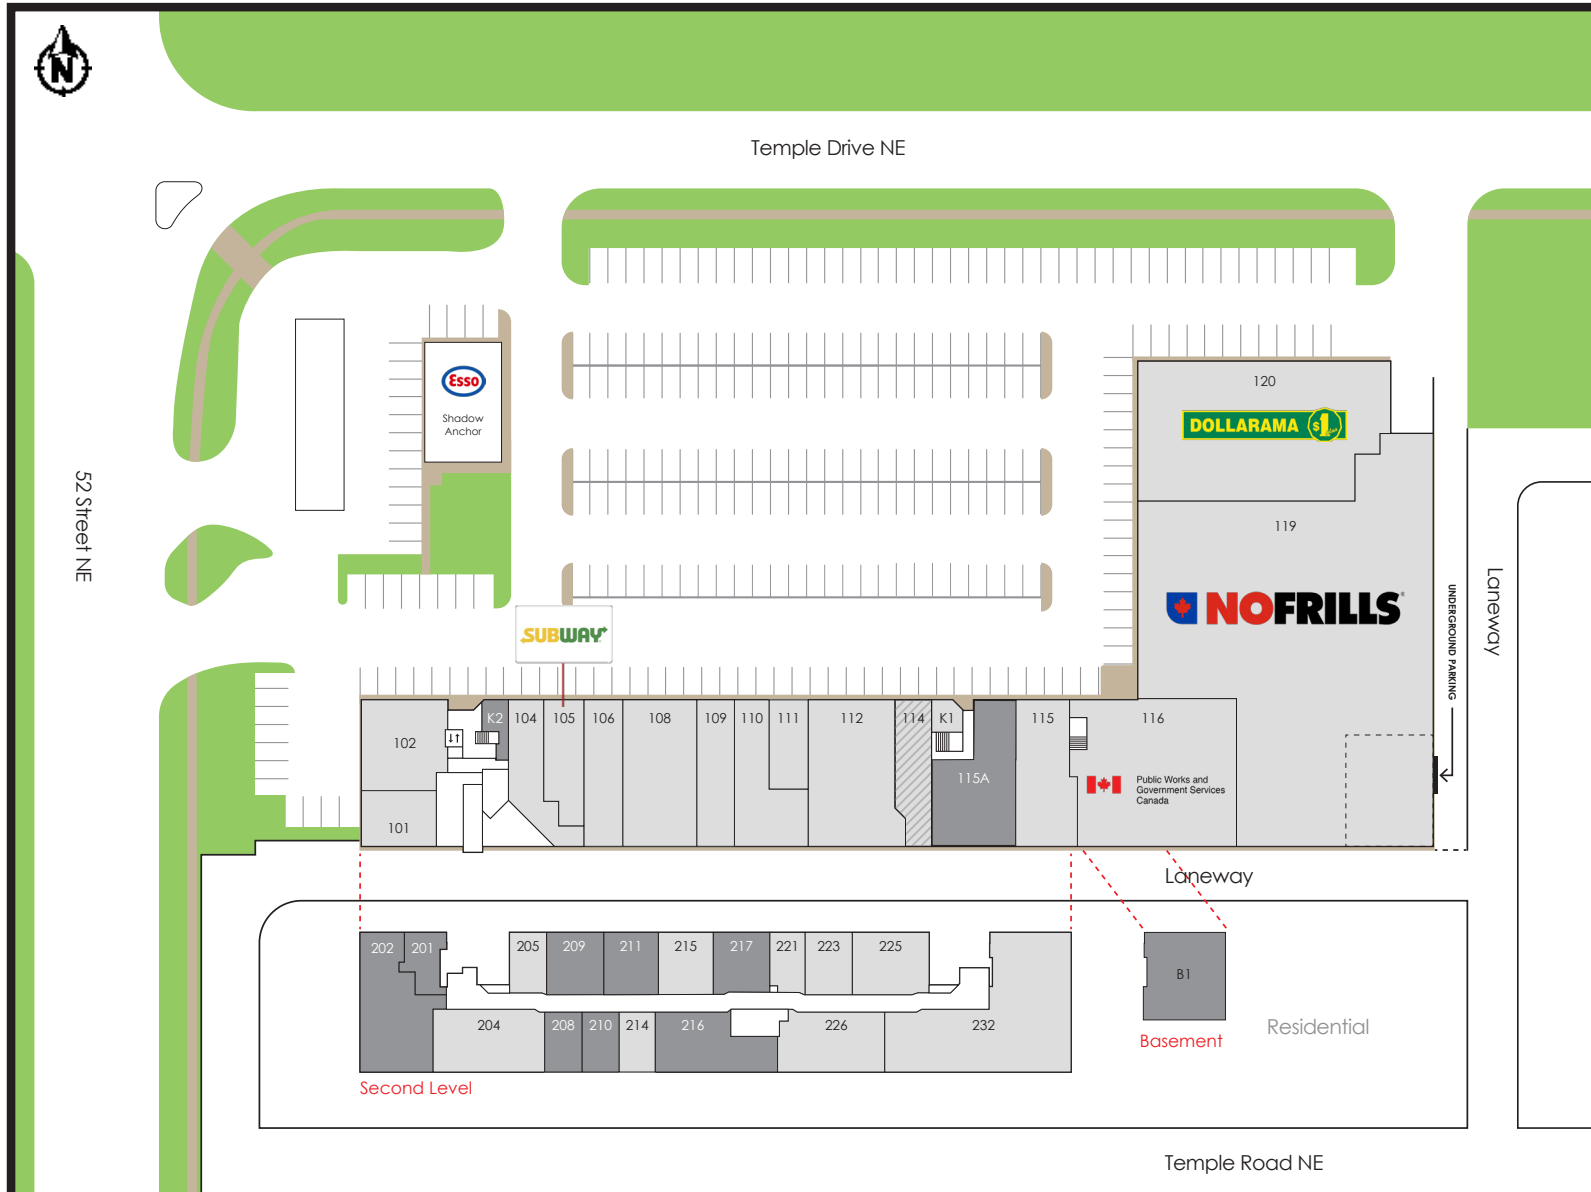 N
Temple Drive NE
Esso
Shadow
Anchor
52 Street NE
120
DOLLARAMA $1
119
NOFRILLS
UNDERGROUND PARKING
Laneway
SUBWAY
102
K2
104
105
106
108
109
110
111
112
114
K1
115
116
115A
Public Works and
Government Services
Canada
101
Laneway
202
201
205
209
211
215
217
221
223
225
B1
204
208
210
214
216
226
232
Residential
Basement
Second Level
Temple Road NE